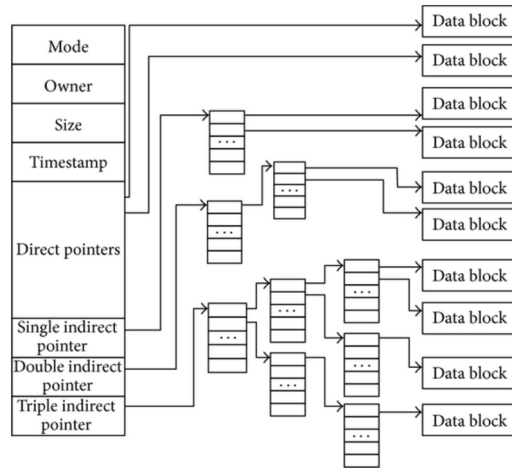 Mode
Owner
Size
Timestamp
Direct pointers
Single indirect
pointer
Double indirect
pointer
Triple indirect
pointer
...
...
...
...
...
...
...
...
...
Data block
Data block
Data block
Data block
Data block
Data block
Data block
Data block
Data block
Data block